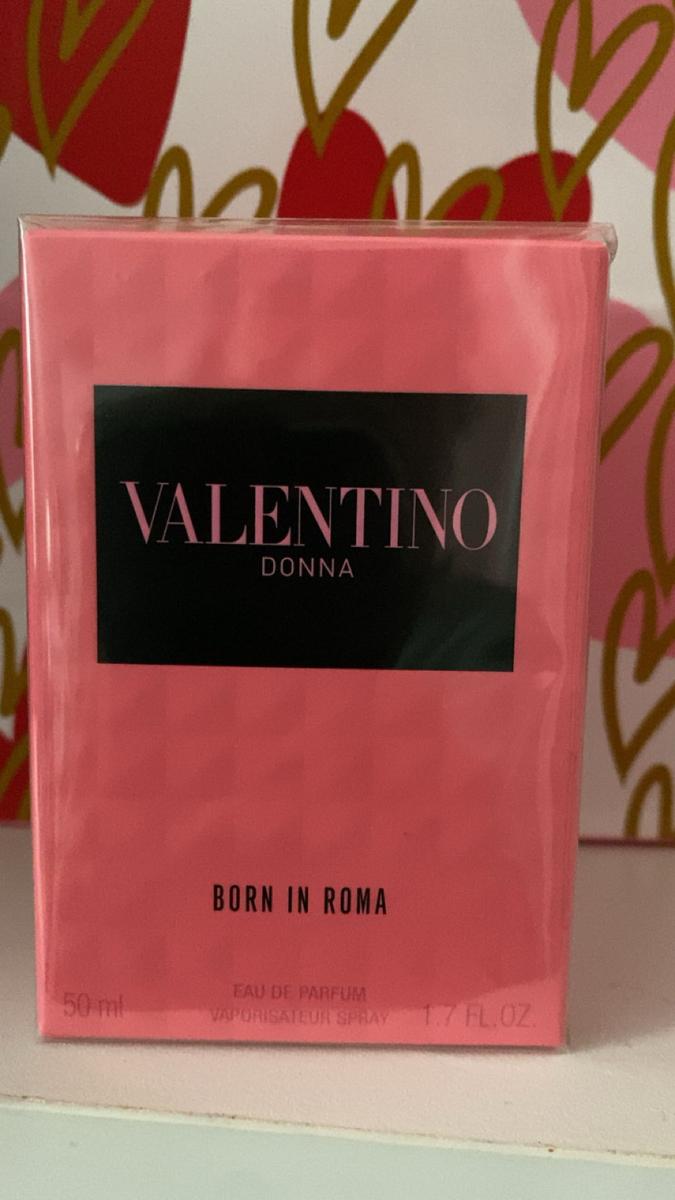 VALENTINO
DONNA
BORN IN ROMA
EAU DE PARFUM
50 ml VAPORISATEUR SPRAY 1.7 FL.OZ.